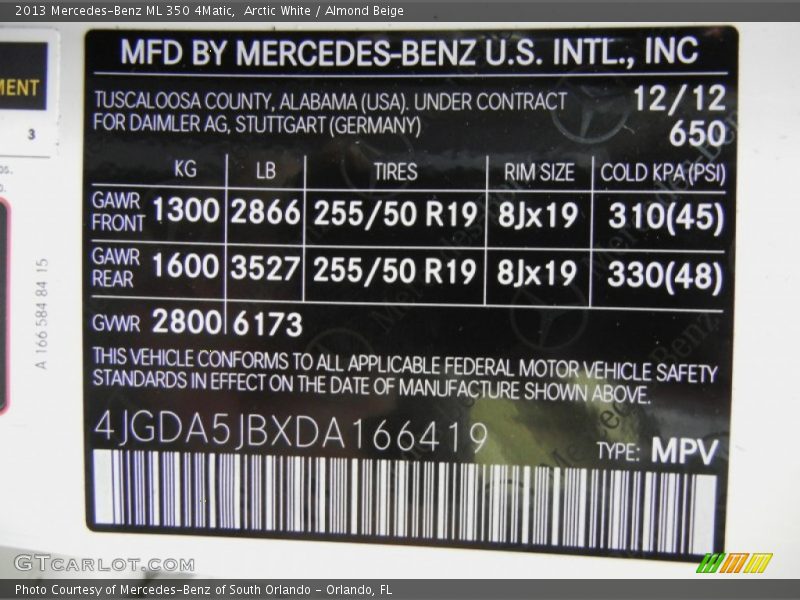 2013 Mercedes-Benz ML 350 4Matic,  Arctic White / Almond Beige
MENT
3
os.
A 166 584 84 15
MFD BY MERCEDES-BENZ U.S. INTL., INC
TUSCALOOSA COUNTY, ALABAMA (USA). UNDER CONTRACT
FOR DAIMLER AG, STUTTGART (GERMANY)
12/12
650
KG LB TIRES RIM SIZE COLD KPA (PSI)
GAWR FRONT 1300 2866 255/50 R19 8Jx19 310(45)
GAWR REAR 1600 3527 255/50 R19 8Jx19 330(48)
GVWR 2800 6173
THIS VEHICLE CONFORMS TO ALL APPLICABLE FEDERAL MOTOR VEHICLE SAFETY
STANDARDS IN EFFECT ON THE DATE OF MANUFACTURE SHOWN ABOVE.
4JGDA5JBXDA166419
TYPE: MPV
GTCARLOT.COM
Photo Courtesy of Mercedes-Benz of South Orlando - Orlando, FL